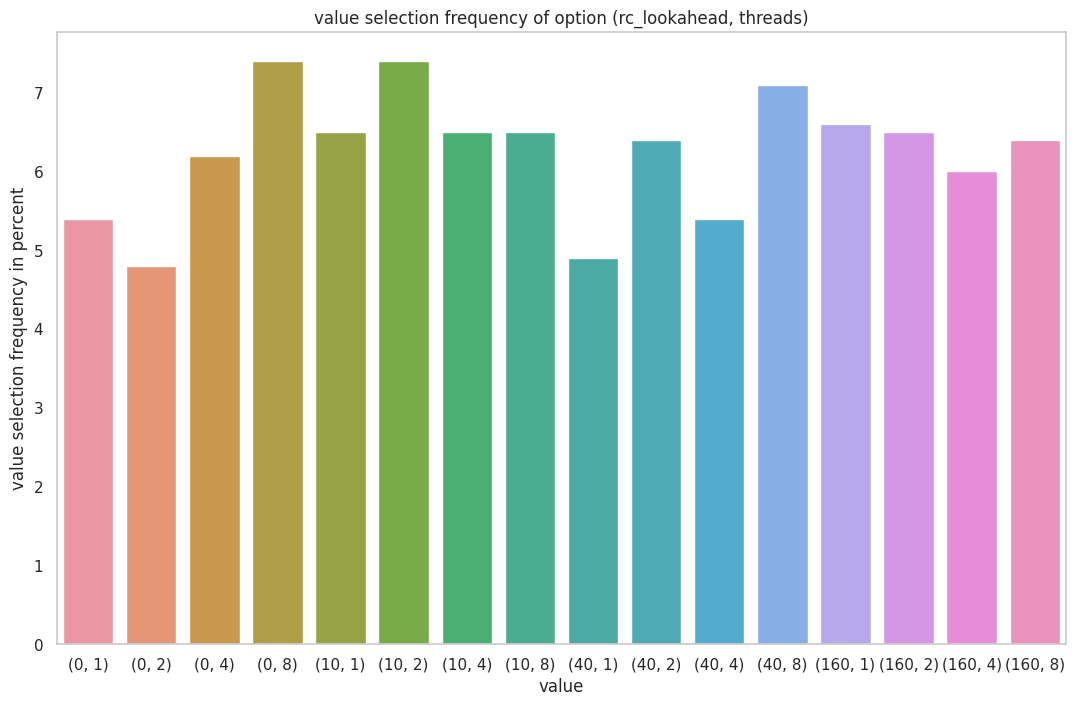 value selection frequency of option (rc_lookahead, threads)
value selection frequency in percent
7
6
5
4
3
2
1
0
(0, 1) (0, 2) (0, 4) (0, 8) (10, 1) (10, 2) (10, 4) (10, 8) (40, 1) (40, 2) (40, 4) (40, 8) (160, 1) (160, 2) (160, 4) (160, 8)
value